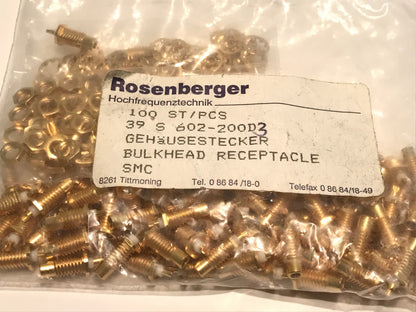 Rosenberger
Hochfrequenztechnik
100 ST/PCS
39 S 602-200D3
GEHÄUSESTECKER
BULKHEAD RECEPTACLE
SMC
8261 Tittmoning Tel. 0 86 84/18-0 Telefax 0 86 84/18-49